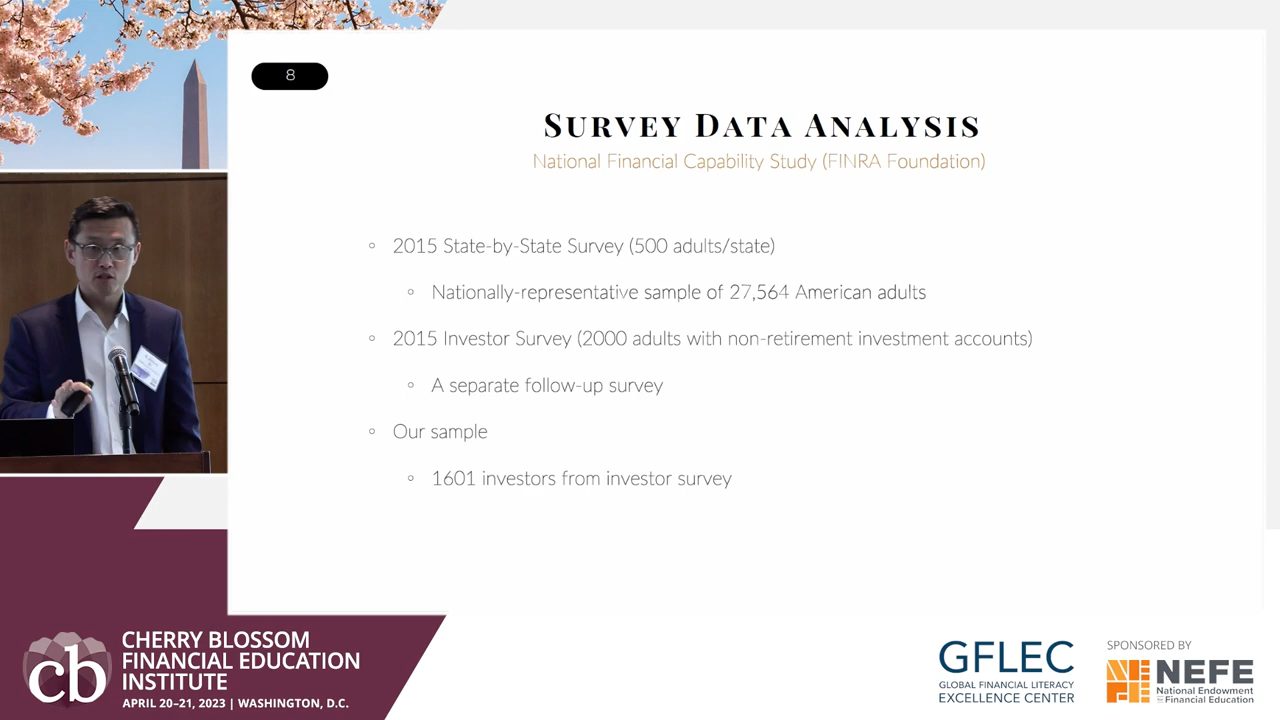 8
SURVEY DATA ANALYSIS
National Financial Capability Study (FINRA Foundation)
◦ 2015 State-by-State Survey (500 adults/state)
◦ Nationally-representative sample of 27,564 American adults
◦ 2015 Investor Survey (2000 adults with non-retirement investment accounts)
◦ A separate follow-up survey
◦ Our sample
◦ 1601 investors from investor survey
cb
CHERRY BLOSSOM
FINANCIAL EDUCATION
INSTITUTE
APRIL 20–21, 2023 | WASHINGTON, D.C.
GFLEC
GLOBAL FINANCIAL LITERACY
EXCELLENCE CENTER
SPONSORED BY
NEFE
National Endowment
for Financial Education